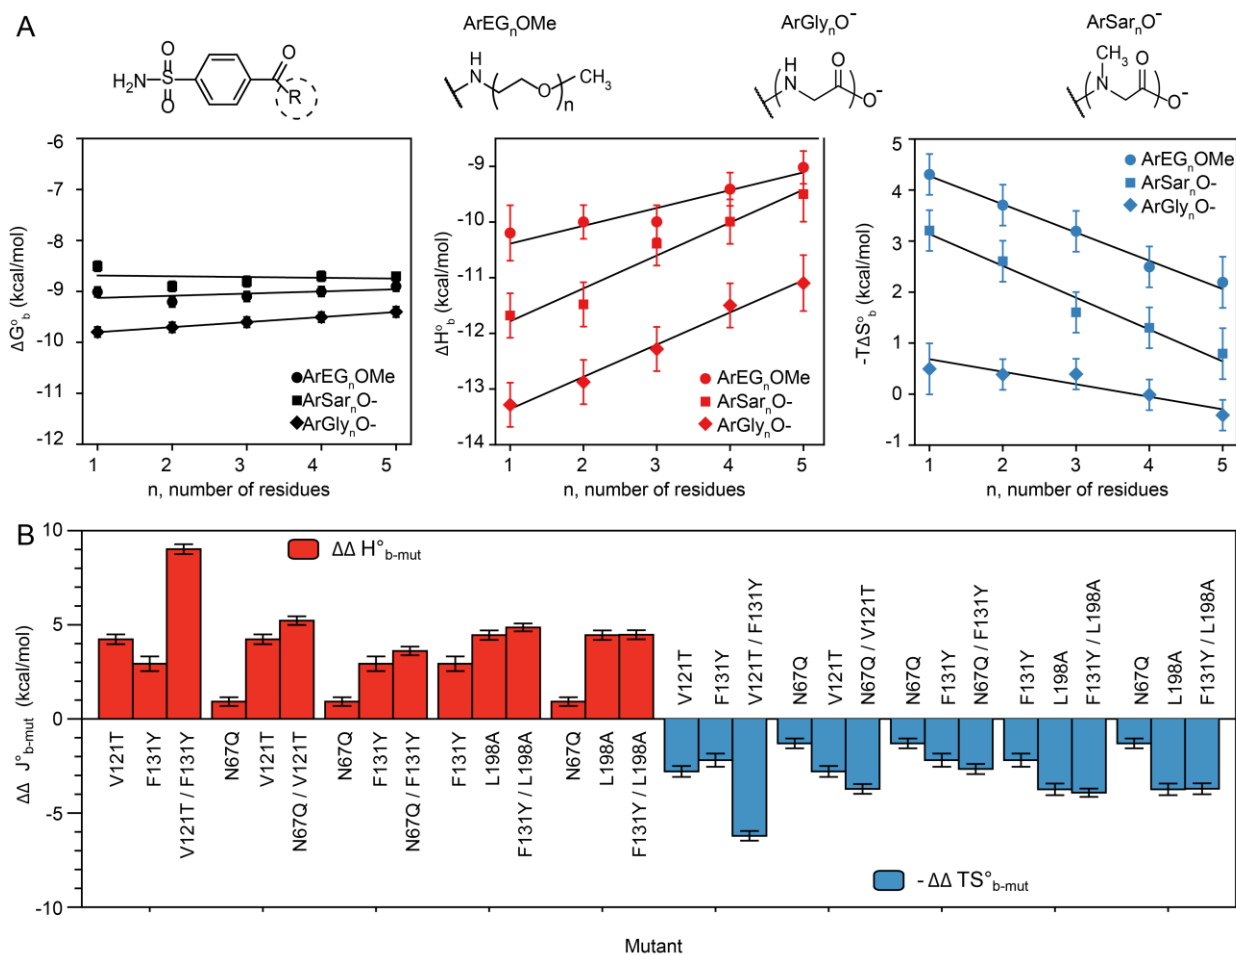 A
ArEGnOMe
ArGlynO-
ArSarnO-
H2N
S
O
O
O
R
H
N
O
CH3
n
H
N
O
O-
n
CH3
N
O
O-
n
ΔG°b (kcal/mol)
-6
-7
-8
-9
-10
-11
-12
ArEGnOMe
ArSarnO-
ArGlynO-
1 2 3 4 5
n, number of residues
ΔH°b (kcal/mol)
-9
-10
-11
-12
-13
-14
ArEGnOMe
ArSarnO-
ArGlynO-
1 2 3 4 5
n, number of residues
-TΔS°b (kcal/mol)
5
4
3
2
1
0
-1
ArEGnOMe
ArSarnO-
ArGlynO-
1 2 3 4 5
n, number of residues
B
ΔΔ J°b-mut (kcal/mol)
10
5
0
-5
-10
ΔΔ H°b-mut
V121T
F131Y
V121T / F131Y
N67Q
V121T
N67Q / V121T
N67Q
F131Y
N67Q / F131Y
F131Y
L198A
F131Y / L198A
N67Q
L198A
F131Y / L198A
V121T
F131Y
V121T / F131Y
N67Q
V121T
N67Q / V121T
N67Q
F131Y
N67Q / F131Y
F131Y
L198A
F131Y / L198A
N67Q
L198A
F131Y / L198A
- ΔΔ TS°b-mut
Mutant